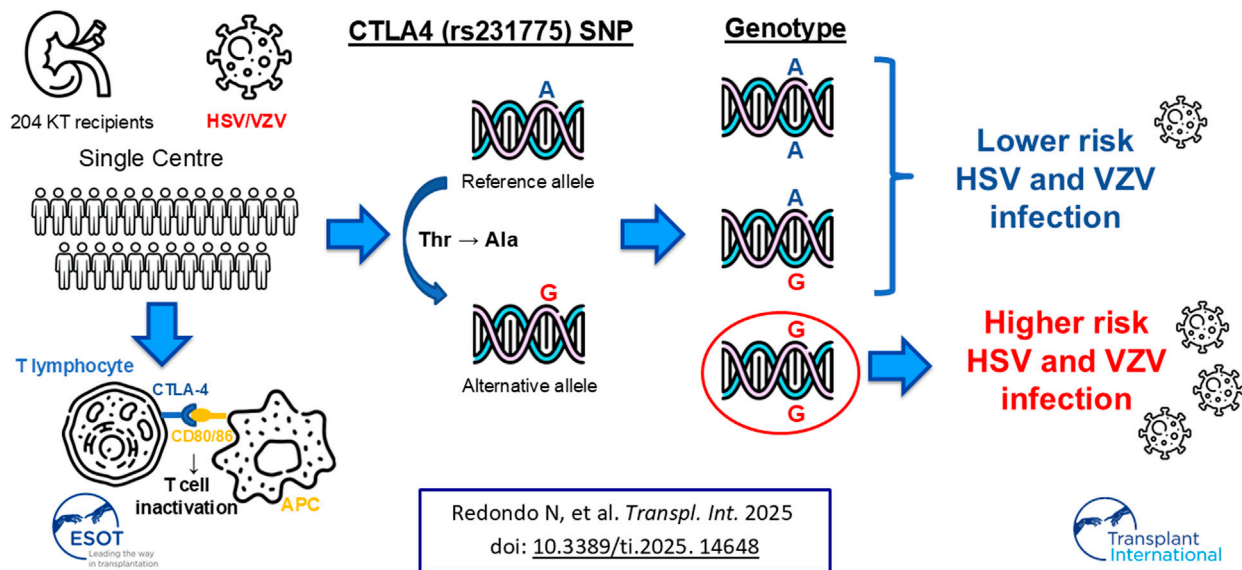 204 KT recipients
HSV/VZV
Single Centre
T lymphocyte
CTLA-4
CD80/86
↓
T cell
inactivation
APC
ESOT
Leading the way
in transplantation
CTLA4 (rs231775) SNP
A
Reference allele
Thr → Ala
G
Alternative allele
Genotype
A
A
A
G
G
G
Lower risk
HSV and VZV
infection
Higher risk
HSV and VZV
infection
Redondo N, et al. Transpl. Int. 2025
doi: 10.3389/ti.2025. 14648
Transplant
International